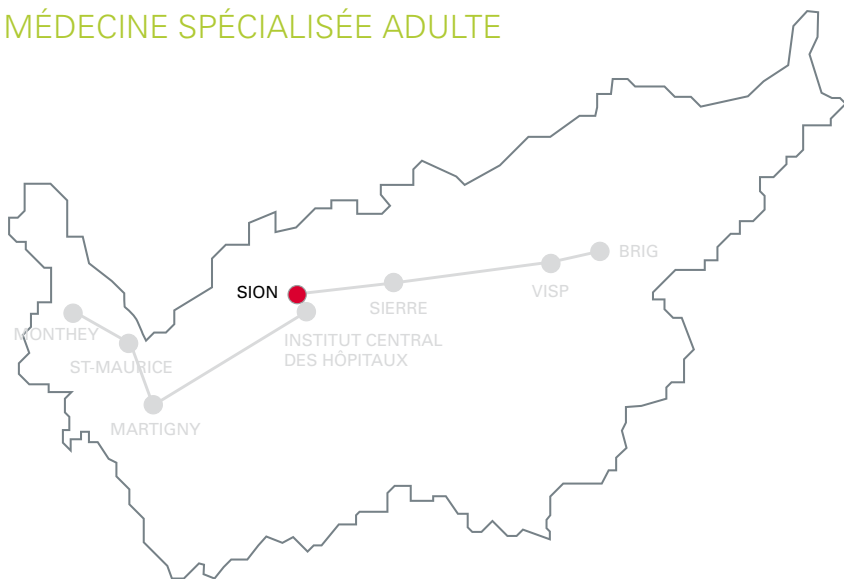 MÉDECINE SPÉCIALISÉE ADULTE
BRIG
VISP
SION
SIERRE
MONTHEY
INSTITUT CENTRAL
DES HÔPITAUX
ST-MAURICE
MARTIGNY